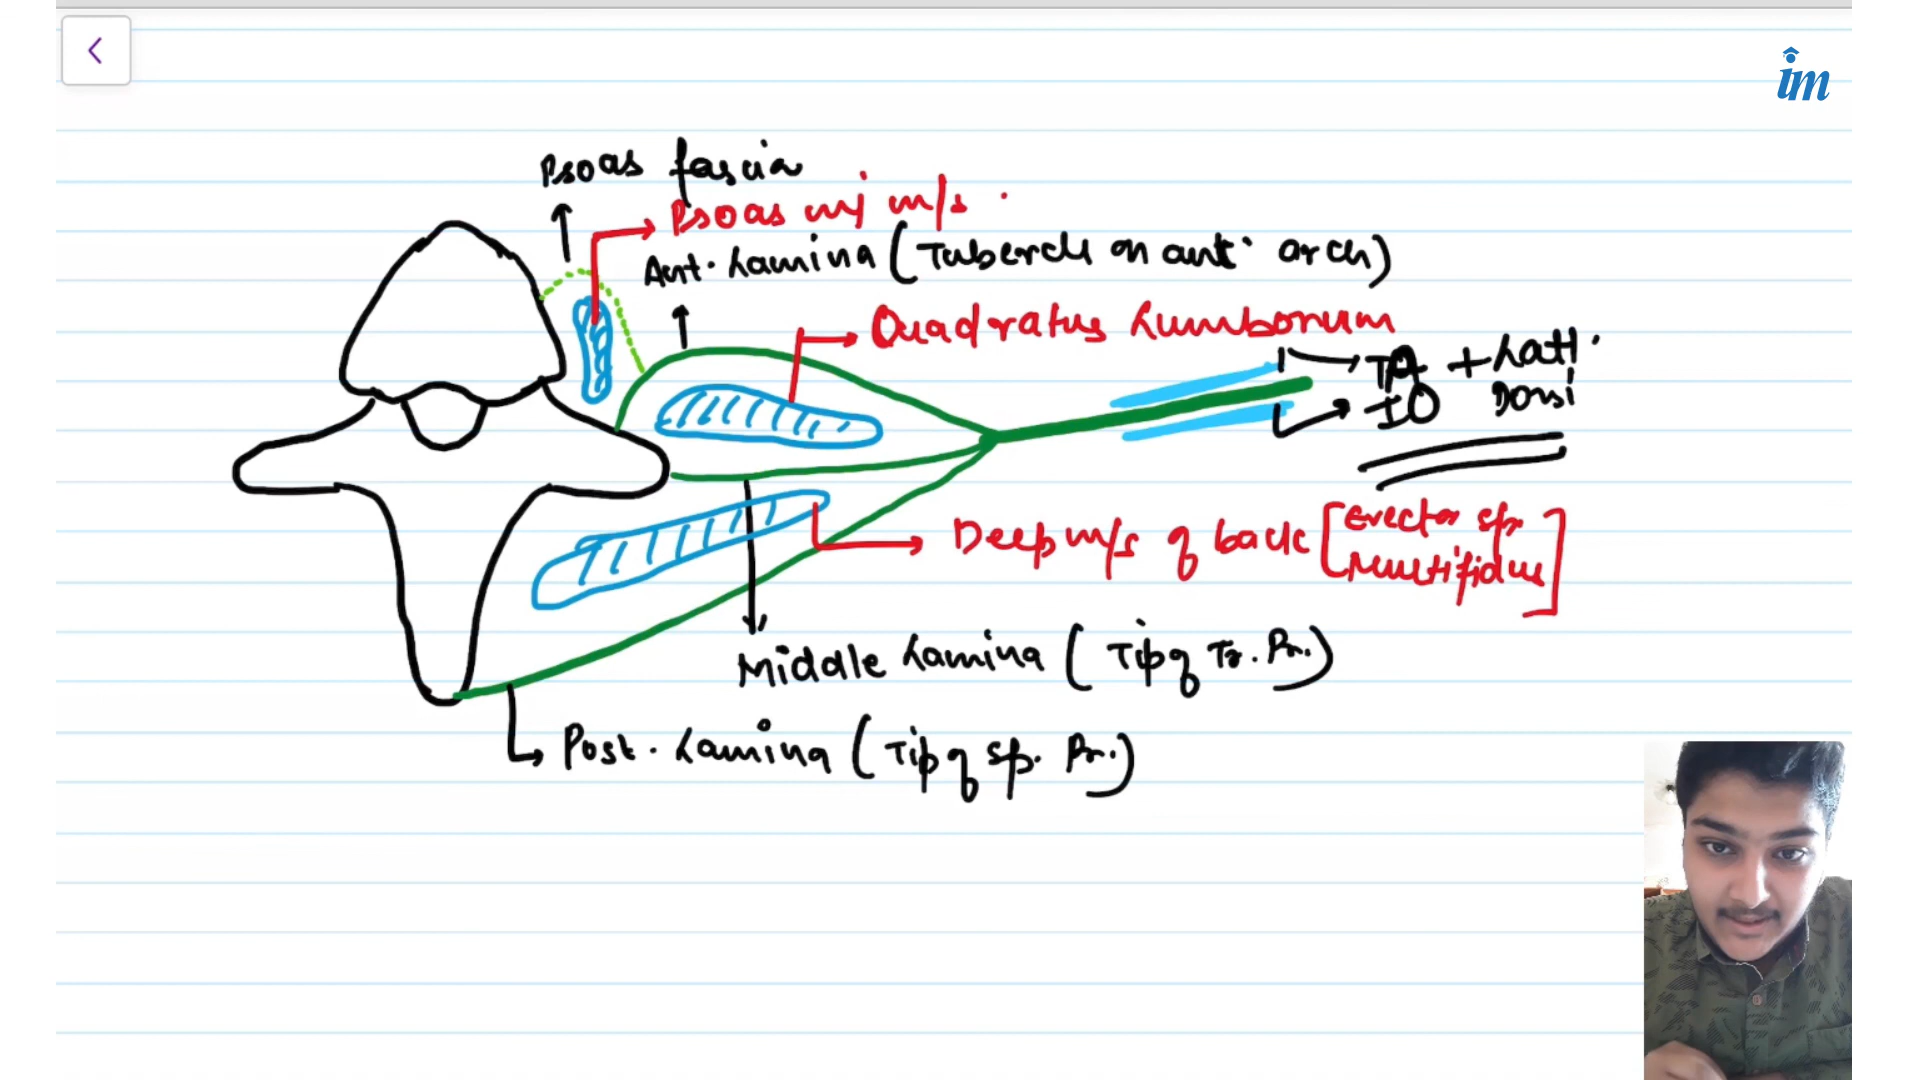 im
Psoas fascia
Psoas mj m/s.
Ant. Lamina (Tubercle on ant. arch)
Quadratus Lumborum
TA + Latt.
IO Dorsi
Deep m/s of back [Erector sp.
Multifidus]
Middle Lamina (Tip of Tr. Pr.)
Post. Lamina (Tip of Sp. Pr.)